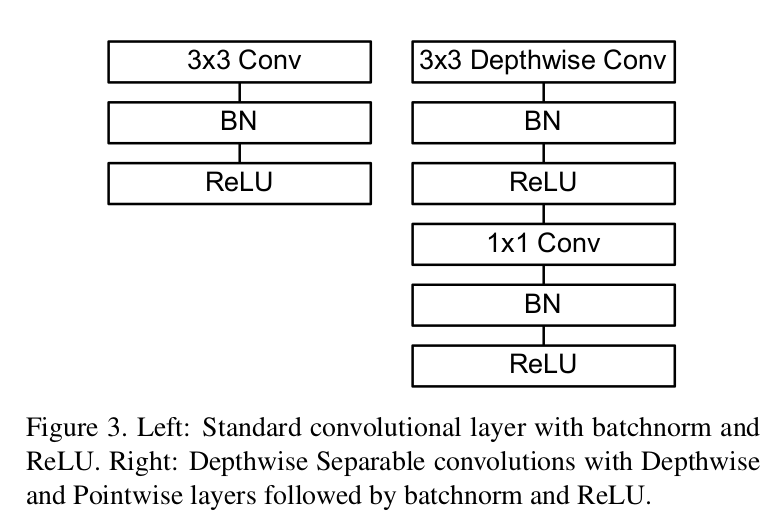 3x3 Conv
BN
ReLU
3x3 Depthwise Conv
BN
ReLU
1x1 Conv
BN
ReLU
Figure 3. Left: Standard convolutional layer with batchnorm and
ReLU. Right: Depthwise Separable convolutions with Depthwise
and Pointwise layers followed by batchnorm and ReLU.